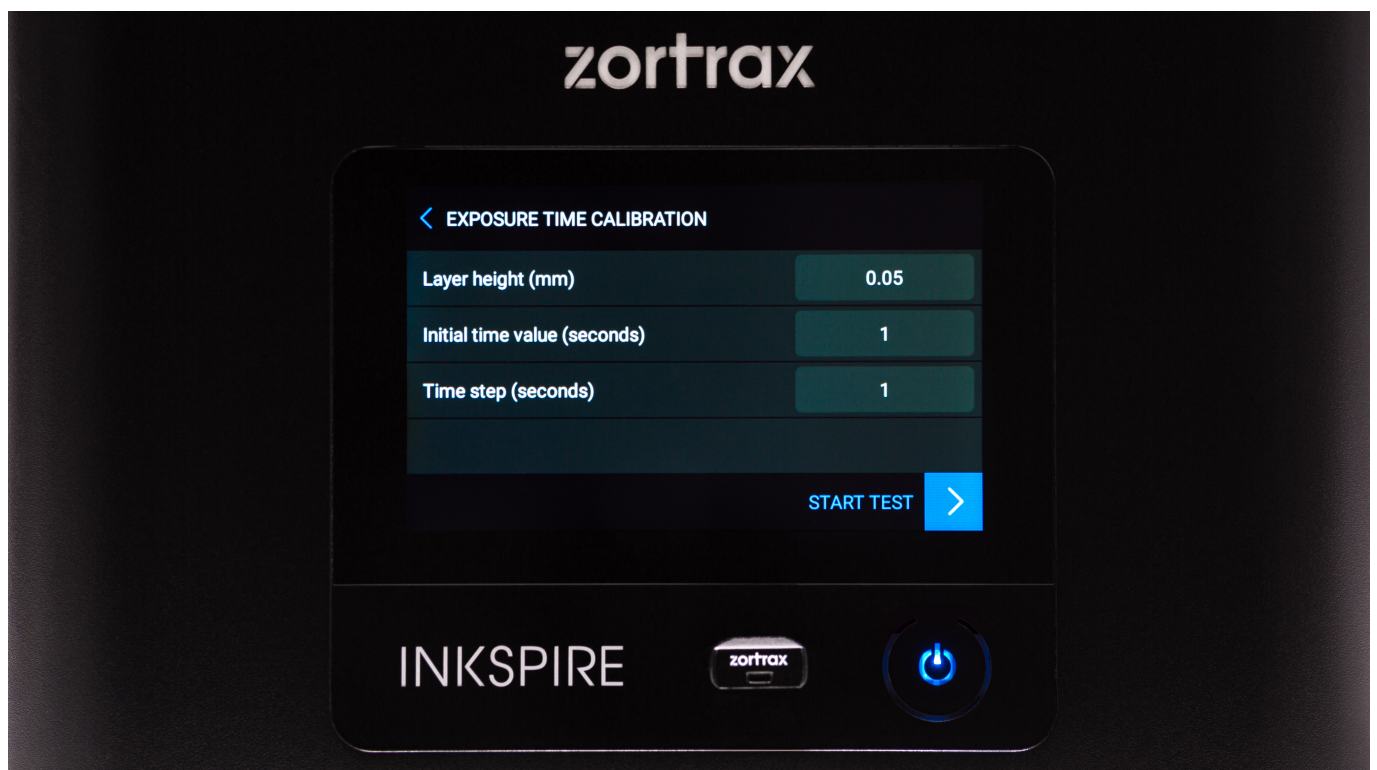 zortrax
EXPOSURE TIME CALIBRATION
Layer height (mm) 0.05
Initial time value (seconds) 1
Time step (seconds) 1
START TEST
INKSPIRE zortrax